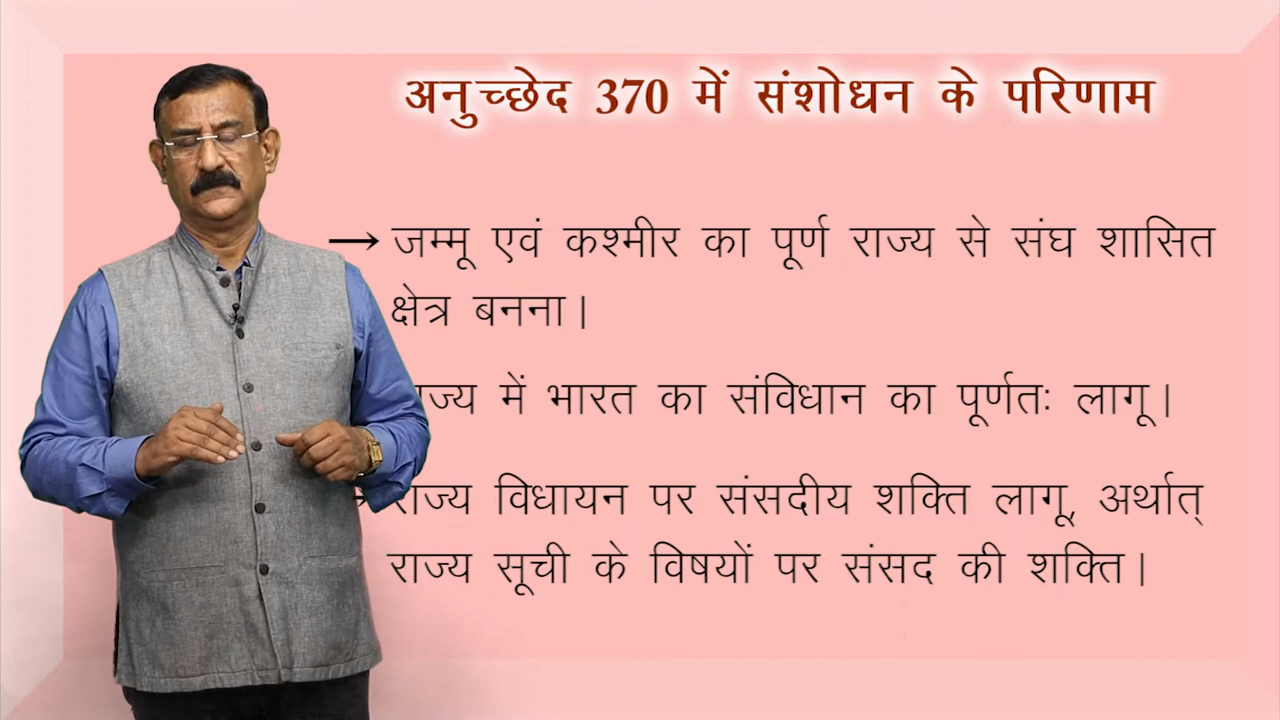 अनुच्छेद 370 में संशोधन के परिणाम
→ जम्मू एवं कश्मीर का पूर्ण राज्य से संघ शासित
क्षेत्र बनना।
में भारत का संविधान का पूर्णतः लागू।
राज्य विधायन पर संसदीय शक्ति लागू, अर्थात्
राज्य सूची के विषयों पर संसद की शक्ति।